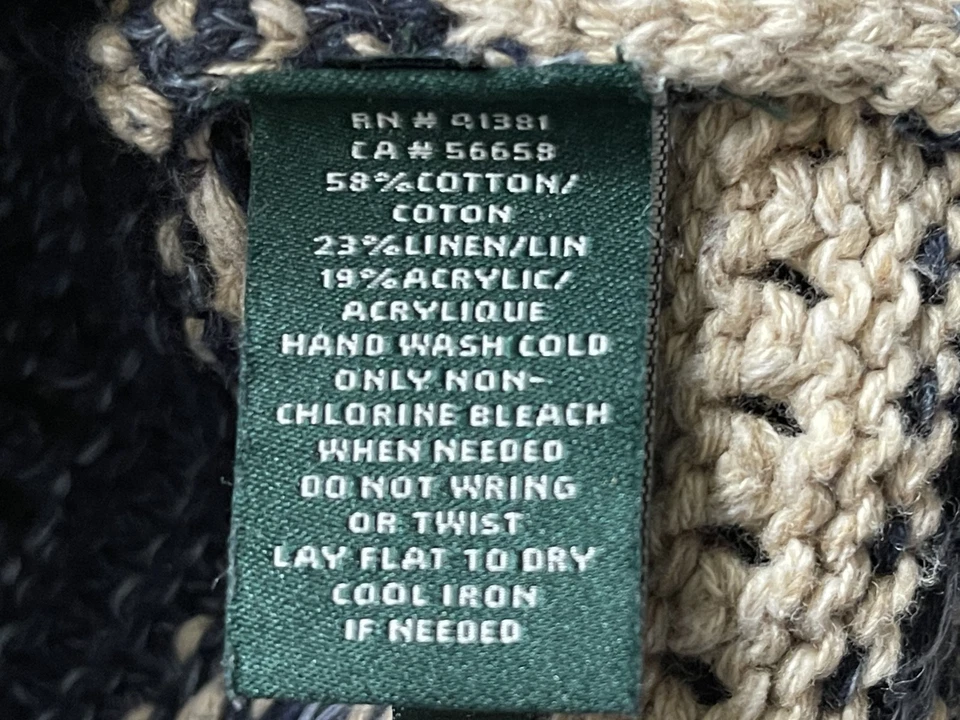 RN # 41381
CA # 56658
58%COTTON/
COTON
23%LINEN/LIN
19%ACRYLIC/
ACRYLIQUE
HAND WASH COLD
ONLY NON-
CHLORINE BLEACH
WHEN NEEDED
DO NOT WRING
OR TWIST
LAY FLAT TO DRY
COOL IRON
IF NEEDED